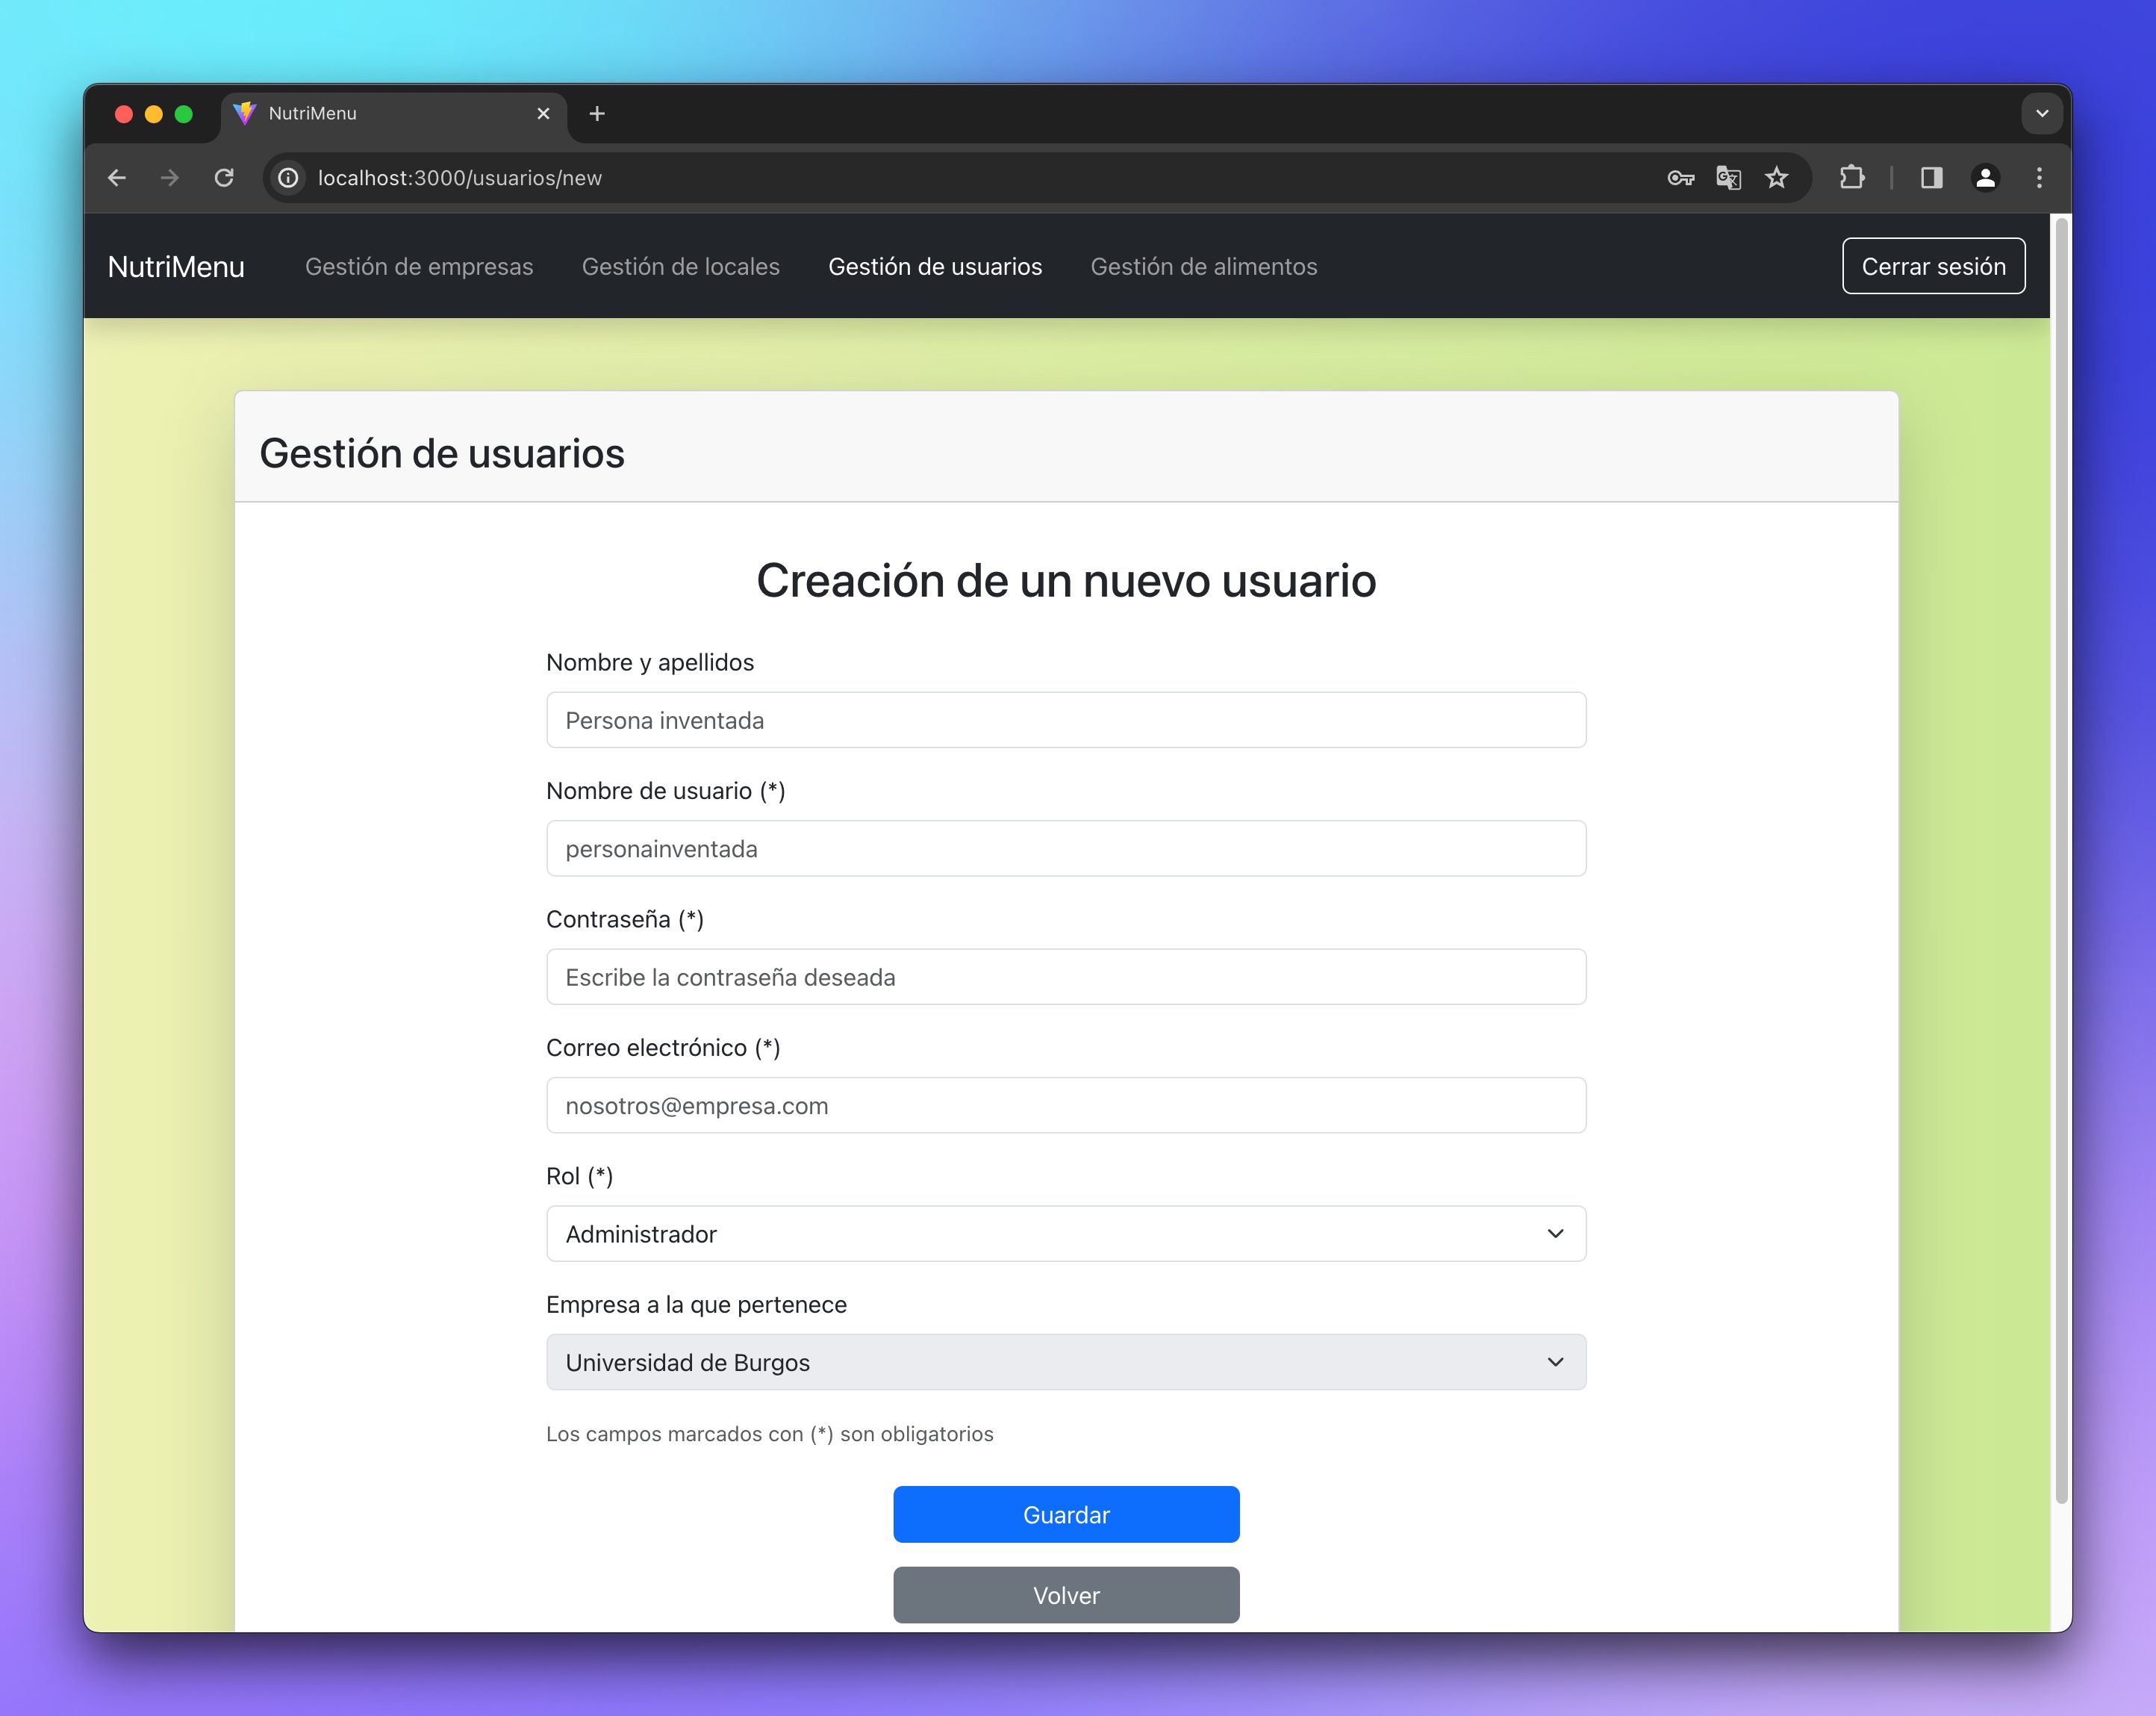 NutriMenu
localhost:3000/usuarios/new
NutriMenu Gestión de empresas Gestión de locales Gestión de usuarios Gestión de alimentos Cerrar sesión
Gestión de usuarios
Creación de un nuevo usuario
Nombre y apellidos
Persona inventada
Nombre de usuario (*)
personainventada
Contraseña (*)
Escribe la contraseña deseada
Correo electrónico (*)
nosotros@empresa.com
Rol (*)
Administrador
Empresa a la que pertenece
Universidad de Burgos
Los campos marcados con (*) son obligatorios
Guardar
Volver